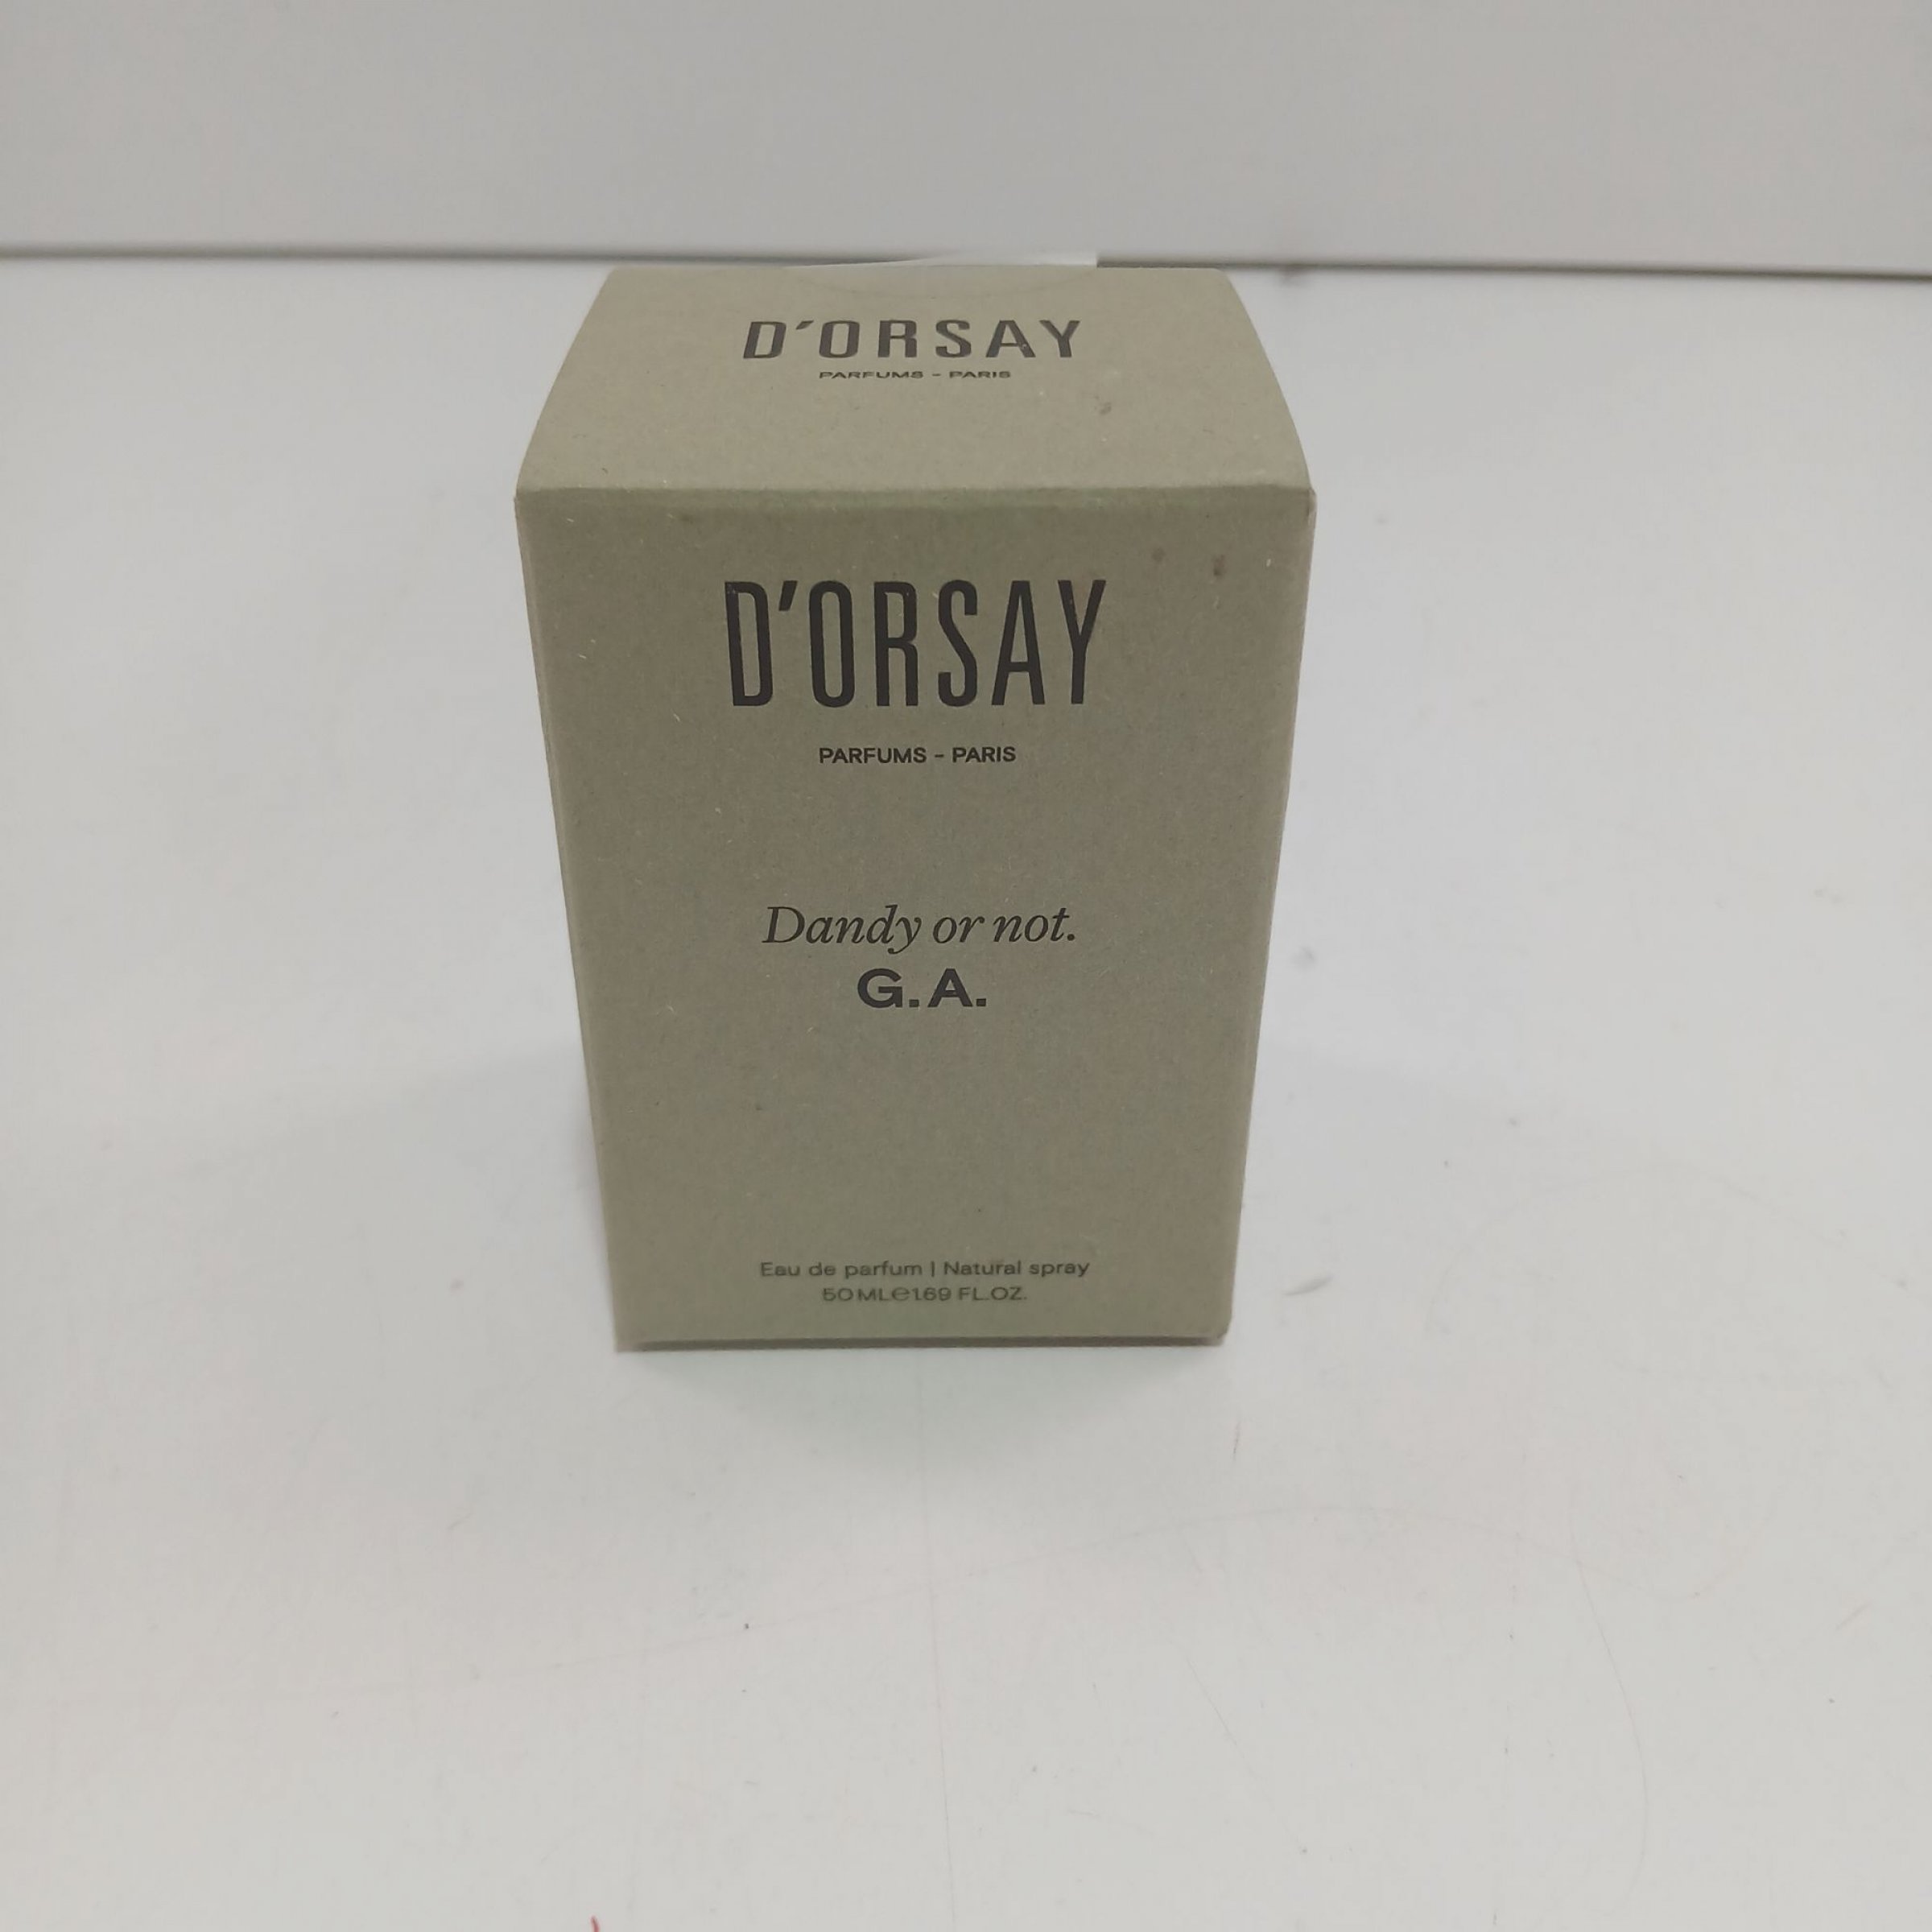 D'ORSAY
PARFUMS - PARIS
D'ORSAY
PARFUMS - PARIS
Dandy or not.
G.A.
Eau de parfum | Natural spray
50 ML ℮ 1.69 FL.OZ.